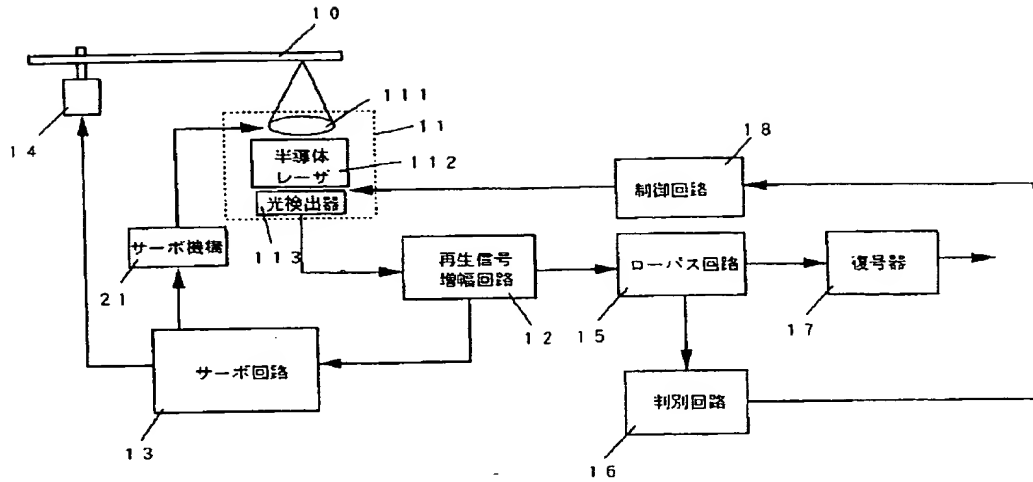 10
14
111
11
18
半導体
レーザ
112
制御回路
光検出器
113
サーボ機構
21
再生信号
増幅回路
12
ローパス回路
15
復号器
17
サーボ回路
13
判別回路
16